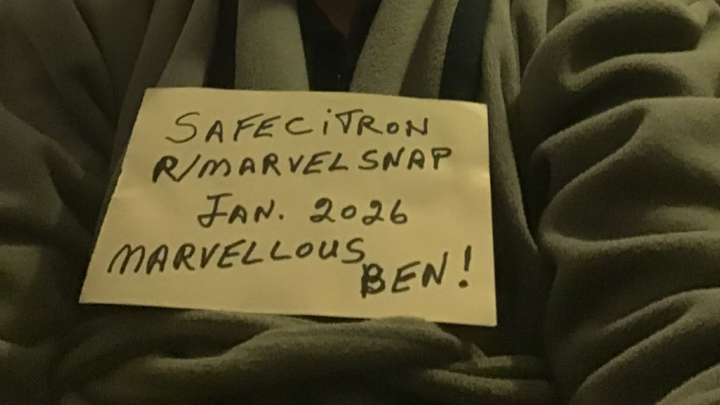 SAFECiTRON
R/MARVELSNAP
JAN. 2026
MARVELLOUS
BEN!